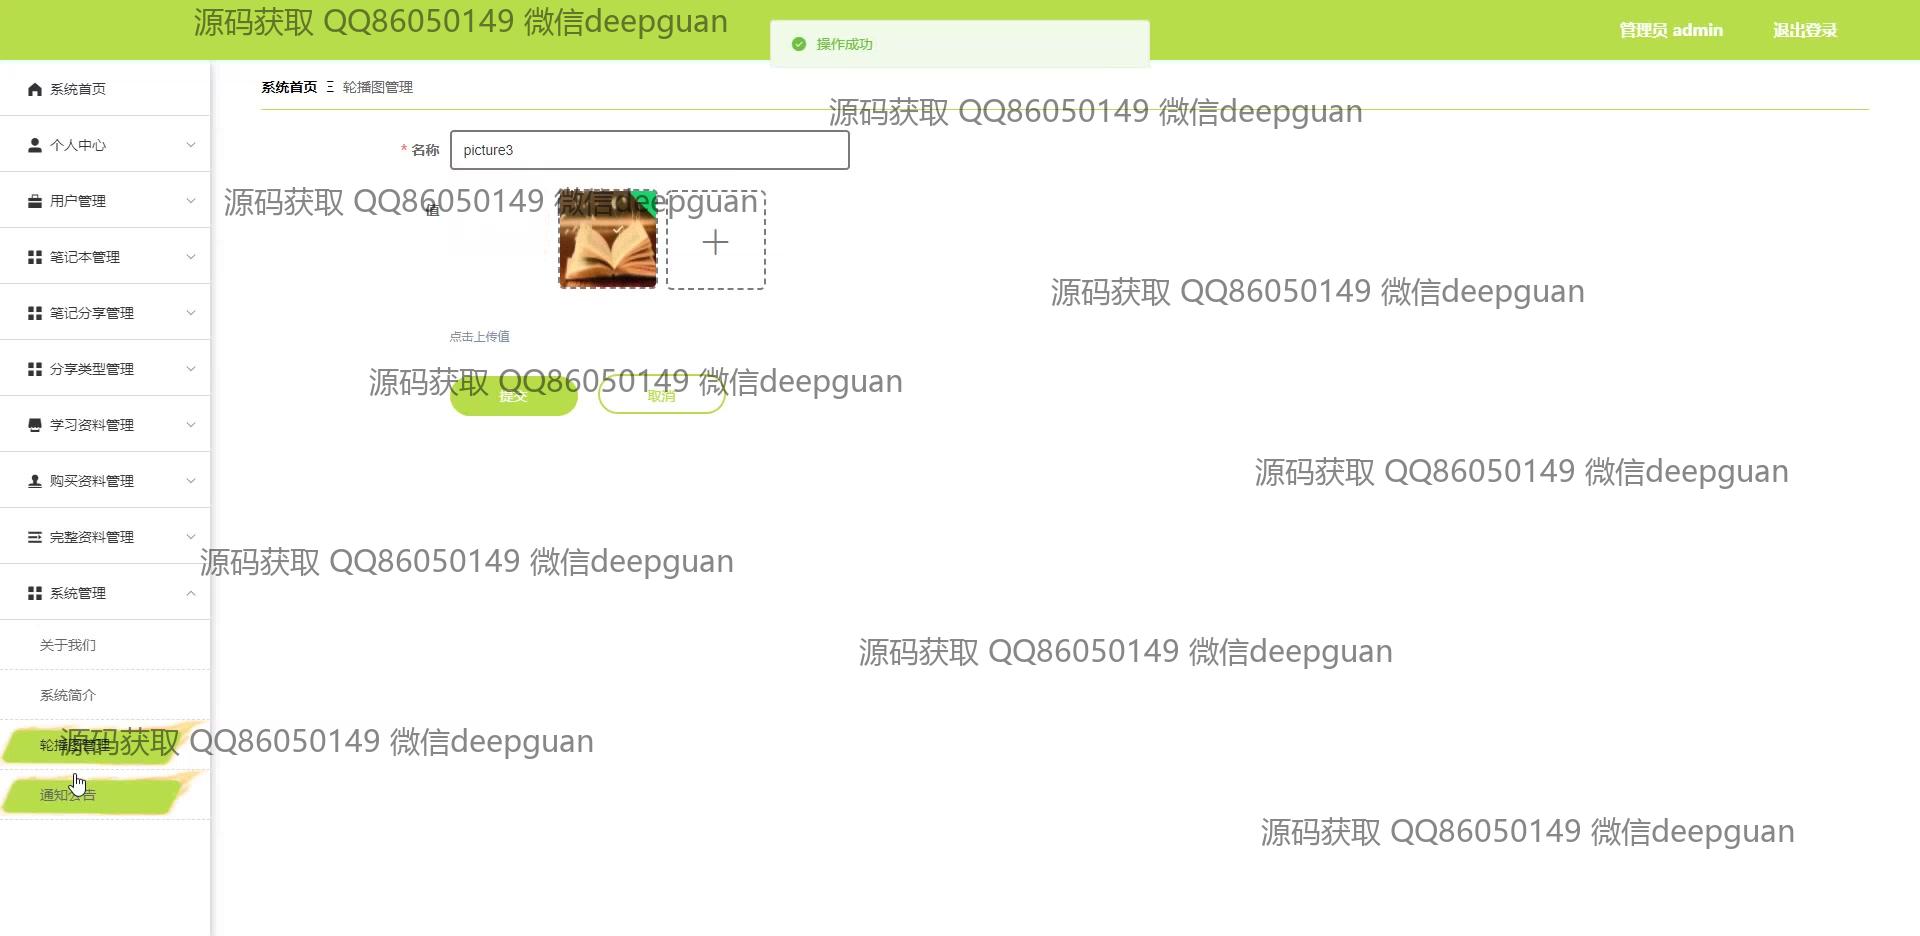 源码获取 QQ86050149 微信deepguan
操作成功
管理员 admin
退出登录
系统首页
系统首页 Ξ 轮播图管理
源码获取 QQ86050149 微信deepguan
个人中心
* 名称
picture3
用户管理
源码获取 QQ86050149 微信deepguan
值
笔记本管理
源码获取 QQ86050149 微信deepguan
笔记分享管理
点击上传值
分享类型管理
源码获取 QQ86050149 微信deepguan
提交
取消
学习资料管理
源码获取 QQ86050149 微信deepguan
购买资料管理
完整资料管理
源码获取 QQ86050149 微信deepguan
系统管理
关于我们
源码获取 QQ86050149 微信deepguan
系统简介
轮播图管理
源码获取 QQ86050149 微信deepguan
通知公告
源码获取 QQ86050149 微信deepguan